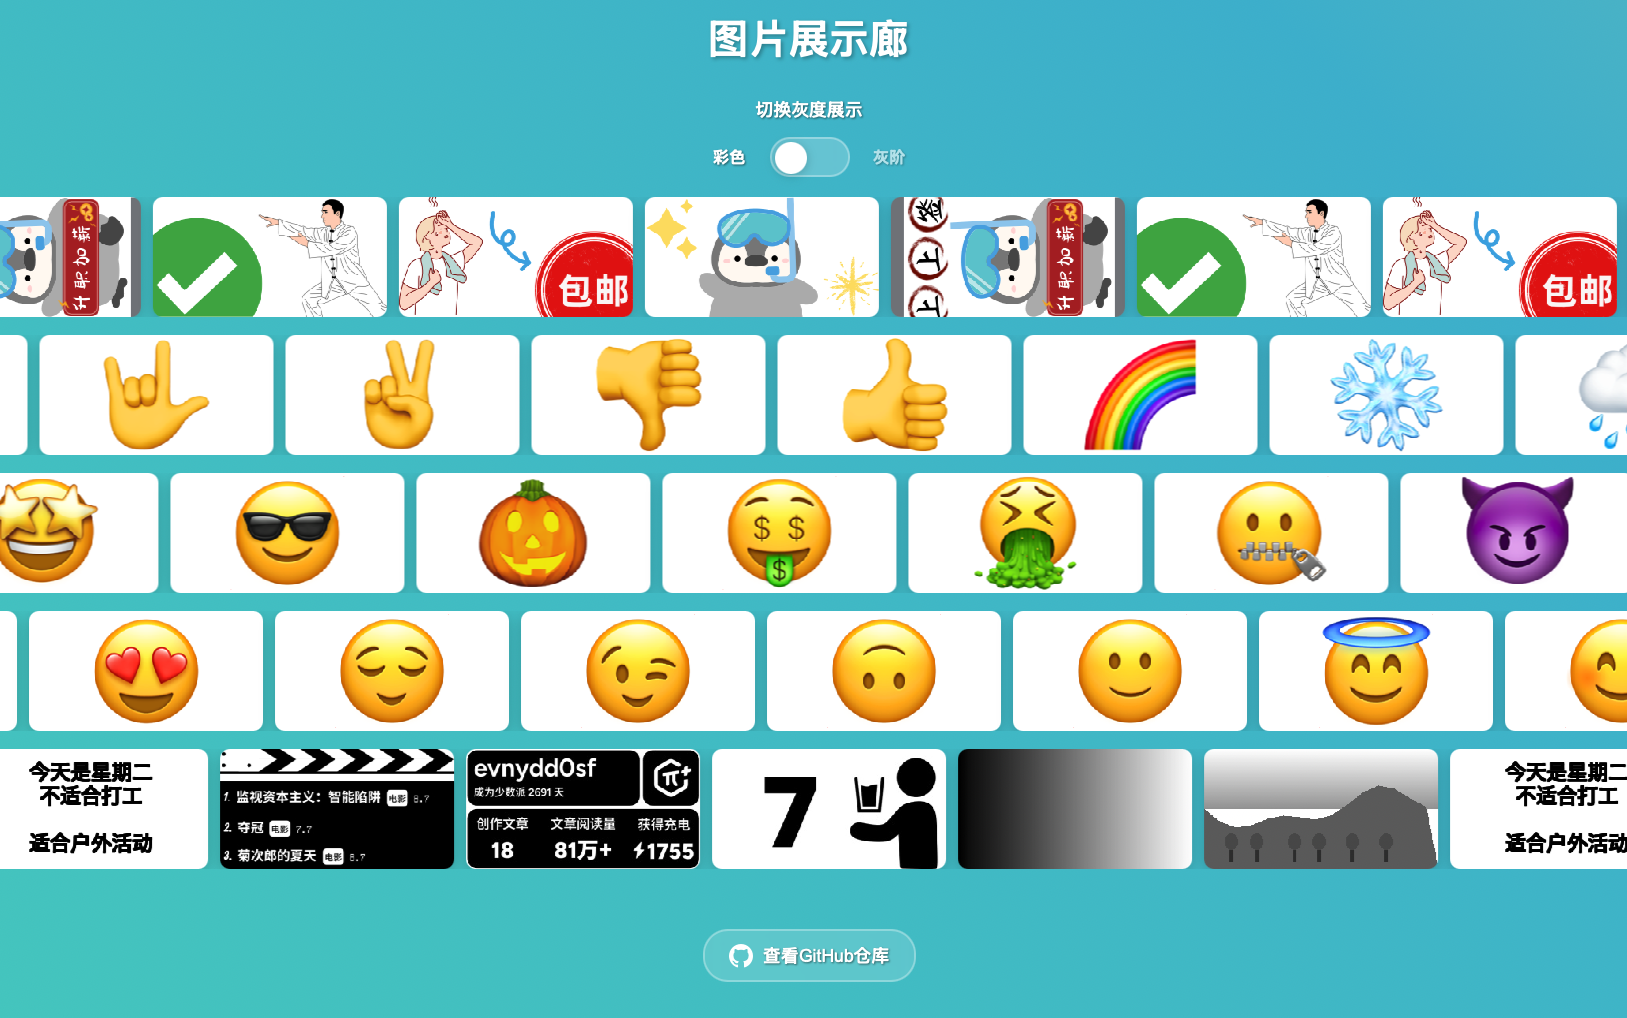 图片展示廊
切换灰度展示
彩色
灰阶
升职加薪
包邮
签
上
上
升职加薪
包邮
$ $
$
今天是星期二
不适合打工
适合户外活动
1. 监视资本主义：智能陷阱 电影 8.7
2. 夺冠 电影 7.7
3. 菊次郎的夏天 电影 8.7
evnydd0sf
成为少数派 2691 天
π+
创作文章
文章阅读量
获得充电
18
81万+
1755
7
今天是星期二
不适合打工
适合户外活动
查看GitHub仓库